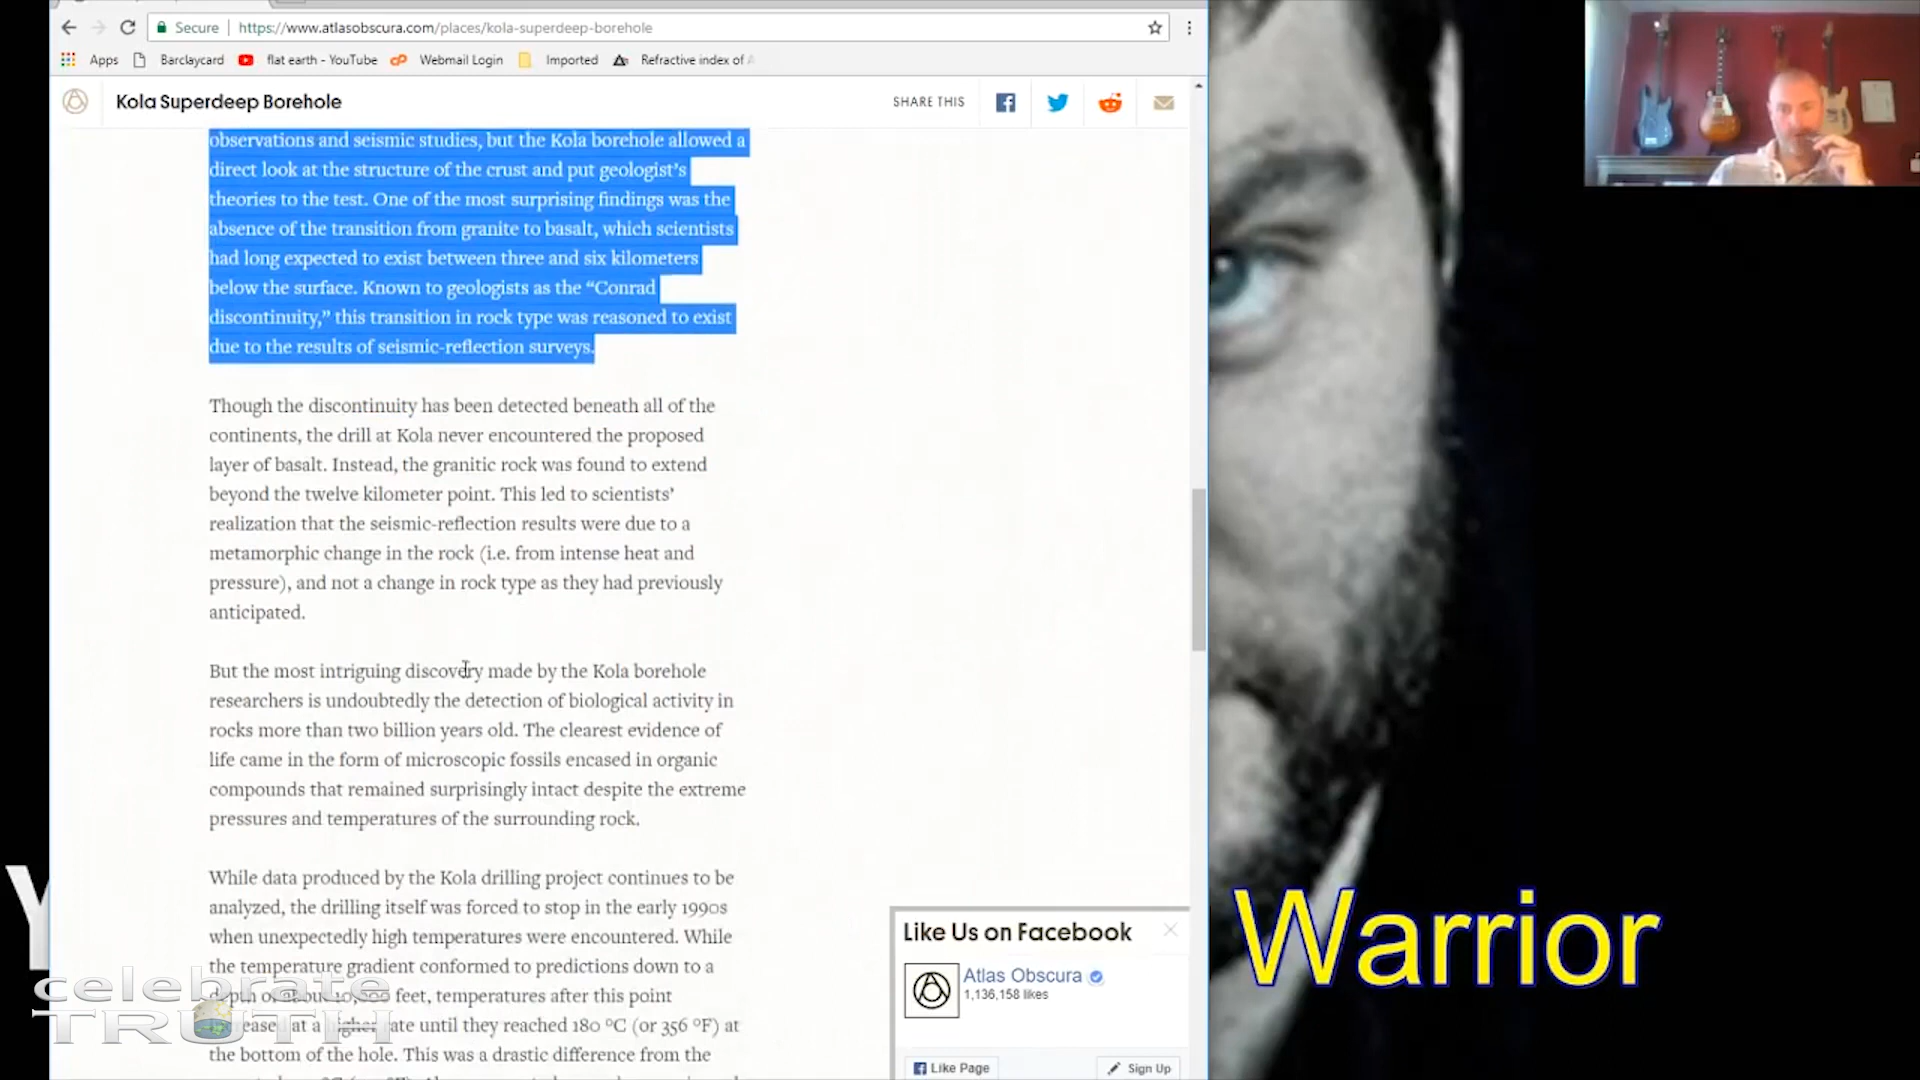 Secure https://www.atlasobscura.com/places/kola-superdeep-borehole
Apps Barclaycard flat earth - YouTube Webmail Login Imported Refractive index of
Kola Superdeep Borehole
SHARE THIS
observations and seismic studies, but the Kola borehole allowed a
direct look at the structure of the crust and put geologist's
theories to the test. One of the most surprising findings was the
absence of the transition from granite to basalt, which scientists
had long expected to exist between three and six kilometers
below the surface. Known to geologists as the “Conrad
discontinuity,” this transition in rock type was reasoned to exist
due to the results of seismic-reflection surveys.
Though the discontinuity has been detected beneath all of the
continents, the drill at Kola never encountered the proposed
layer of basalt. Instead, the granitic rock was found to extend
beyond the twelve kilometer point. This led to scientists’
realization that the seismic-reflection results were due to a
metamorphic change in the rock (i.e. from intense heat and
pressure), and not a change in rock type as they had previously
anticipated.
But the most intriguing discovery made by the Kola borehole
researchers is undoubtedly the detection of biological activity in
rocks more than two billion years old. The clearest evidence of
life came in the form of microscopic fossils encased in organic
compounds that remained surprisingly intact despite the extreme
pressures and temperatures of the surrounding rock.
While data produced by the Kola drilling project continues to be
analyzed, the drilling itself was forced to stop in the early 1990s
when unexpectedly high temperatures were encountered. While
the temperature gradient conformed to predictions down to a
depth of about 10,000 feet, temperatures after this point
increased at a higher rate until they reached 180 ºC (or 356 ºF) at
the bottom of the hole. This was a drastic difference from the
Like Us on Facebook
Atlas Obscura
1,136,158 likes
Like Page Sign Up
Warrior
Y
celebrate
TRUTH